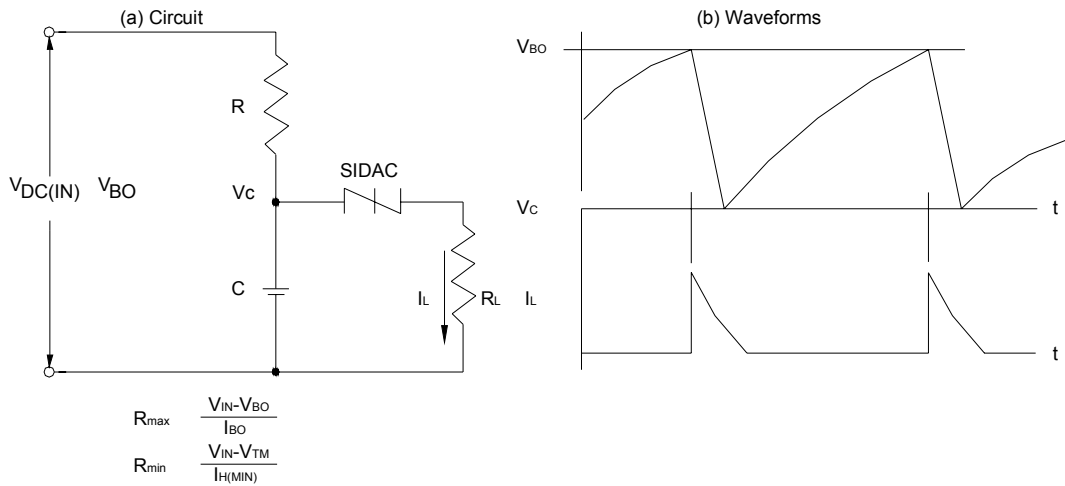 (a) Circuit
R
VDC(IN) VBO
Vc
SIDAC
C
IL
RL
Rmax VIN-VBO
IBO
Rmin VIN-VTM
IH(MIN)
(b) Waveforms
VBO
VC
t
IL
t